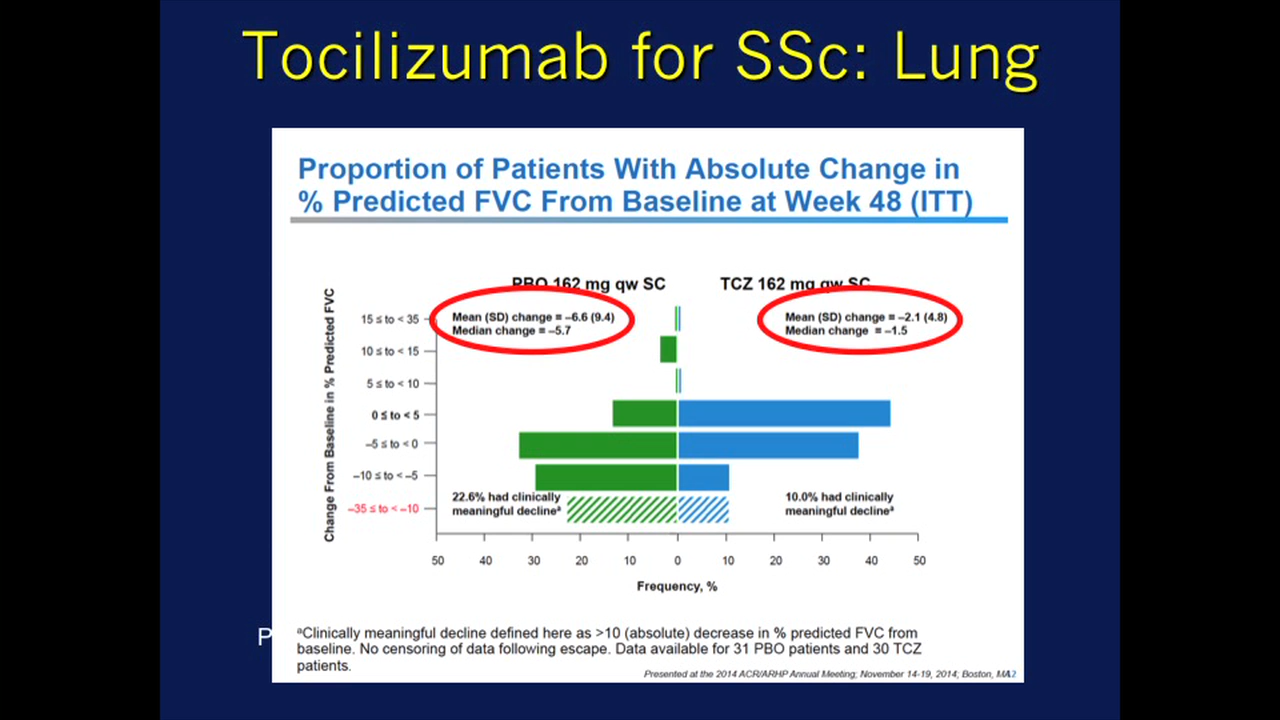 Tocilizumab for SSc: Lung
Proportion of Patients With Absolute Change in
% Predicted FVC From Baseline at Week 48 (ITT)
PBO 162 mg qw SC
TCZ 162 mg qw SC
Change From Baseline in % Predicted FVC
15 ≤ to < 35
10 ≤ to < 15
5 ≤ to < 10
0 ≤ to < 5
–5 ≤ to < 0
–10 ≤ to < –5
–35 ≤ to < –10
Mean (SD) change = –6.6 (9.4)
Median change = –5.7
Mean (SD) change = –2.1 (4.8)
Median change = –1.5
22.6% had clinically
meaningful declineᵃ
10.0% had clinically
meaningful declineᵃ
50 40 30 20 10 0 10 20 30 40 50
Frequency, %
P
ᵃClinically meaningful decline defined here as >10 (absolute) decrease in % predicted FVC from
baseline. No censoring of data following escape. Data available for 31 PBO patients and 30 TCZ
patients.
Presented at the 2014 ACR/ARHP Annual Meeting; November 14-19, 2014; Boston, MA